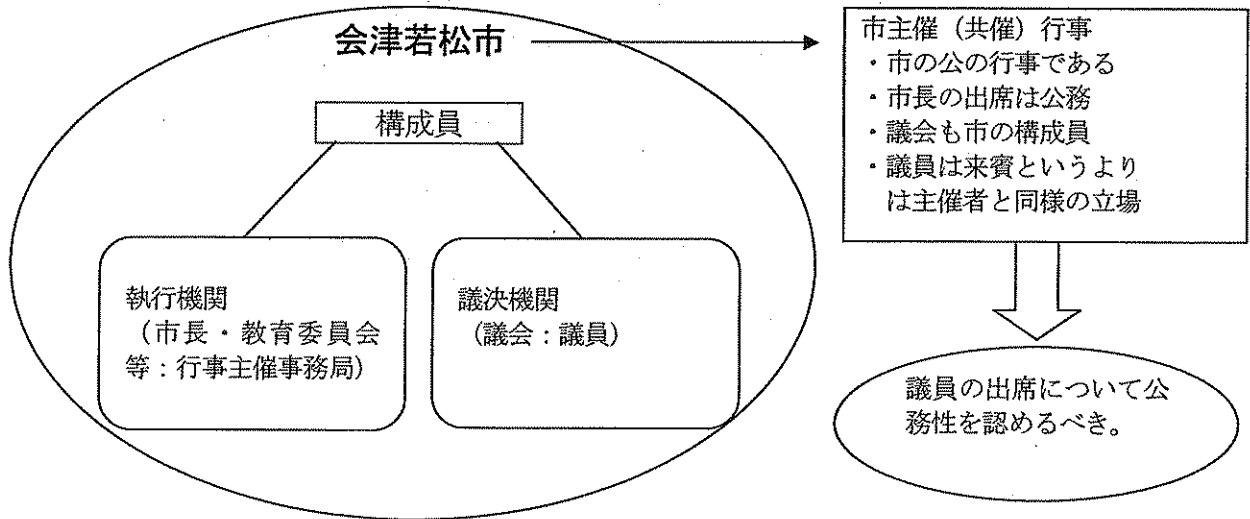 会津若松市
構成員
執行機関
（市長・教育委員会
等：行事主催事務局）
議決機関
（議会：議員）
市主催（共催）行事
・市の公の行事である
・市長の出席は公務
・議会も市の構成員
・議員は来賓というより
は主催者と同様の立場
議員の出席について公
務性を認めるべき。